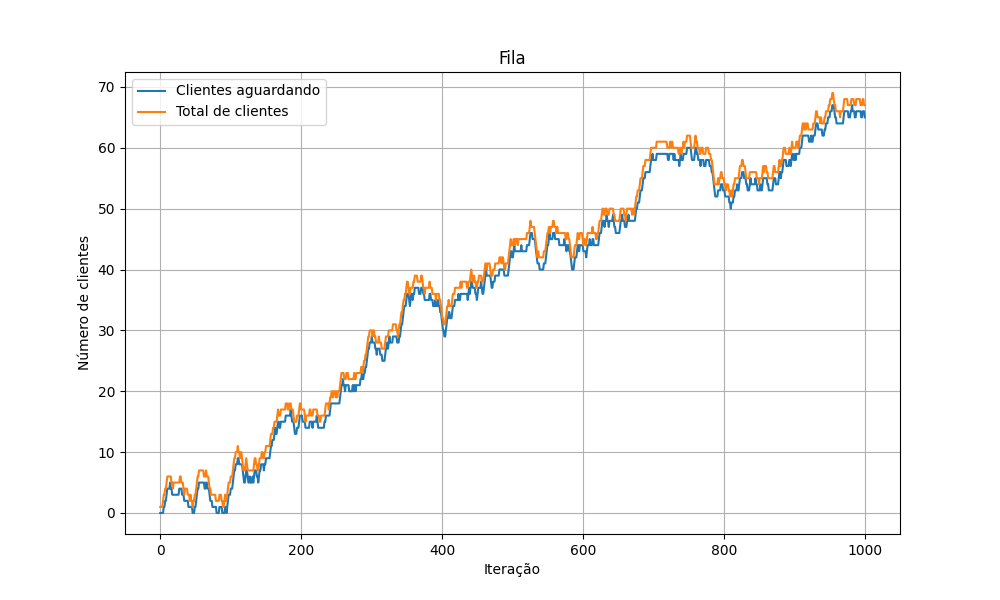 Fila
Clientes aguardando
Total de clientes
Número de clientes
70
60
50
40
30
20
10
0
0 200 400 600 800 1000
Iteração